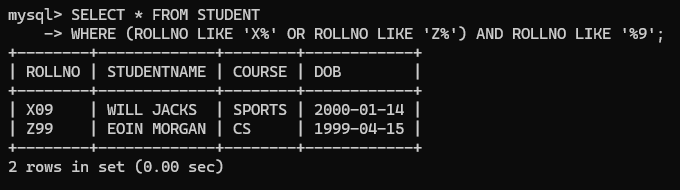 mysql> SELECT * FROM STUDENT
    -> WHERE (ROLLNO LIKE 'X%' OR ROLLNO LIKE 'Z%') AND ROLLNO LIKE '%9';
+--------+-------------+--------+------------+
| ROLLNO | STUDENTNAME | COURSE | DOB        |
+--------+-------------+--------+------------+
| X09    | WILL JACKS  | SPORTS | 2000-01-14 |
| Z99    | EOIN MORGAN | CS     | 1999-04-15 |
+--------+-------------+--------+------------+
2 rows in set (0.00 sec)